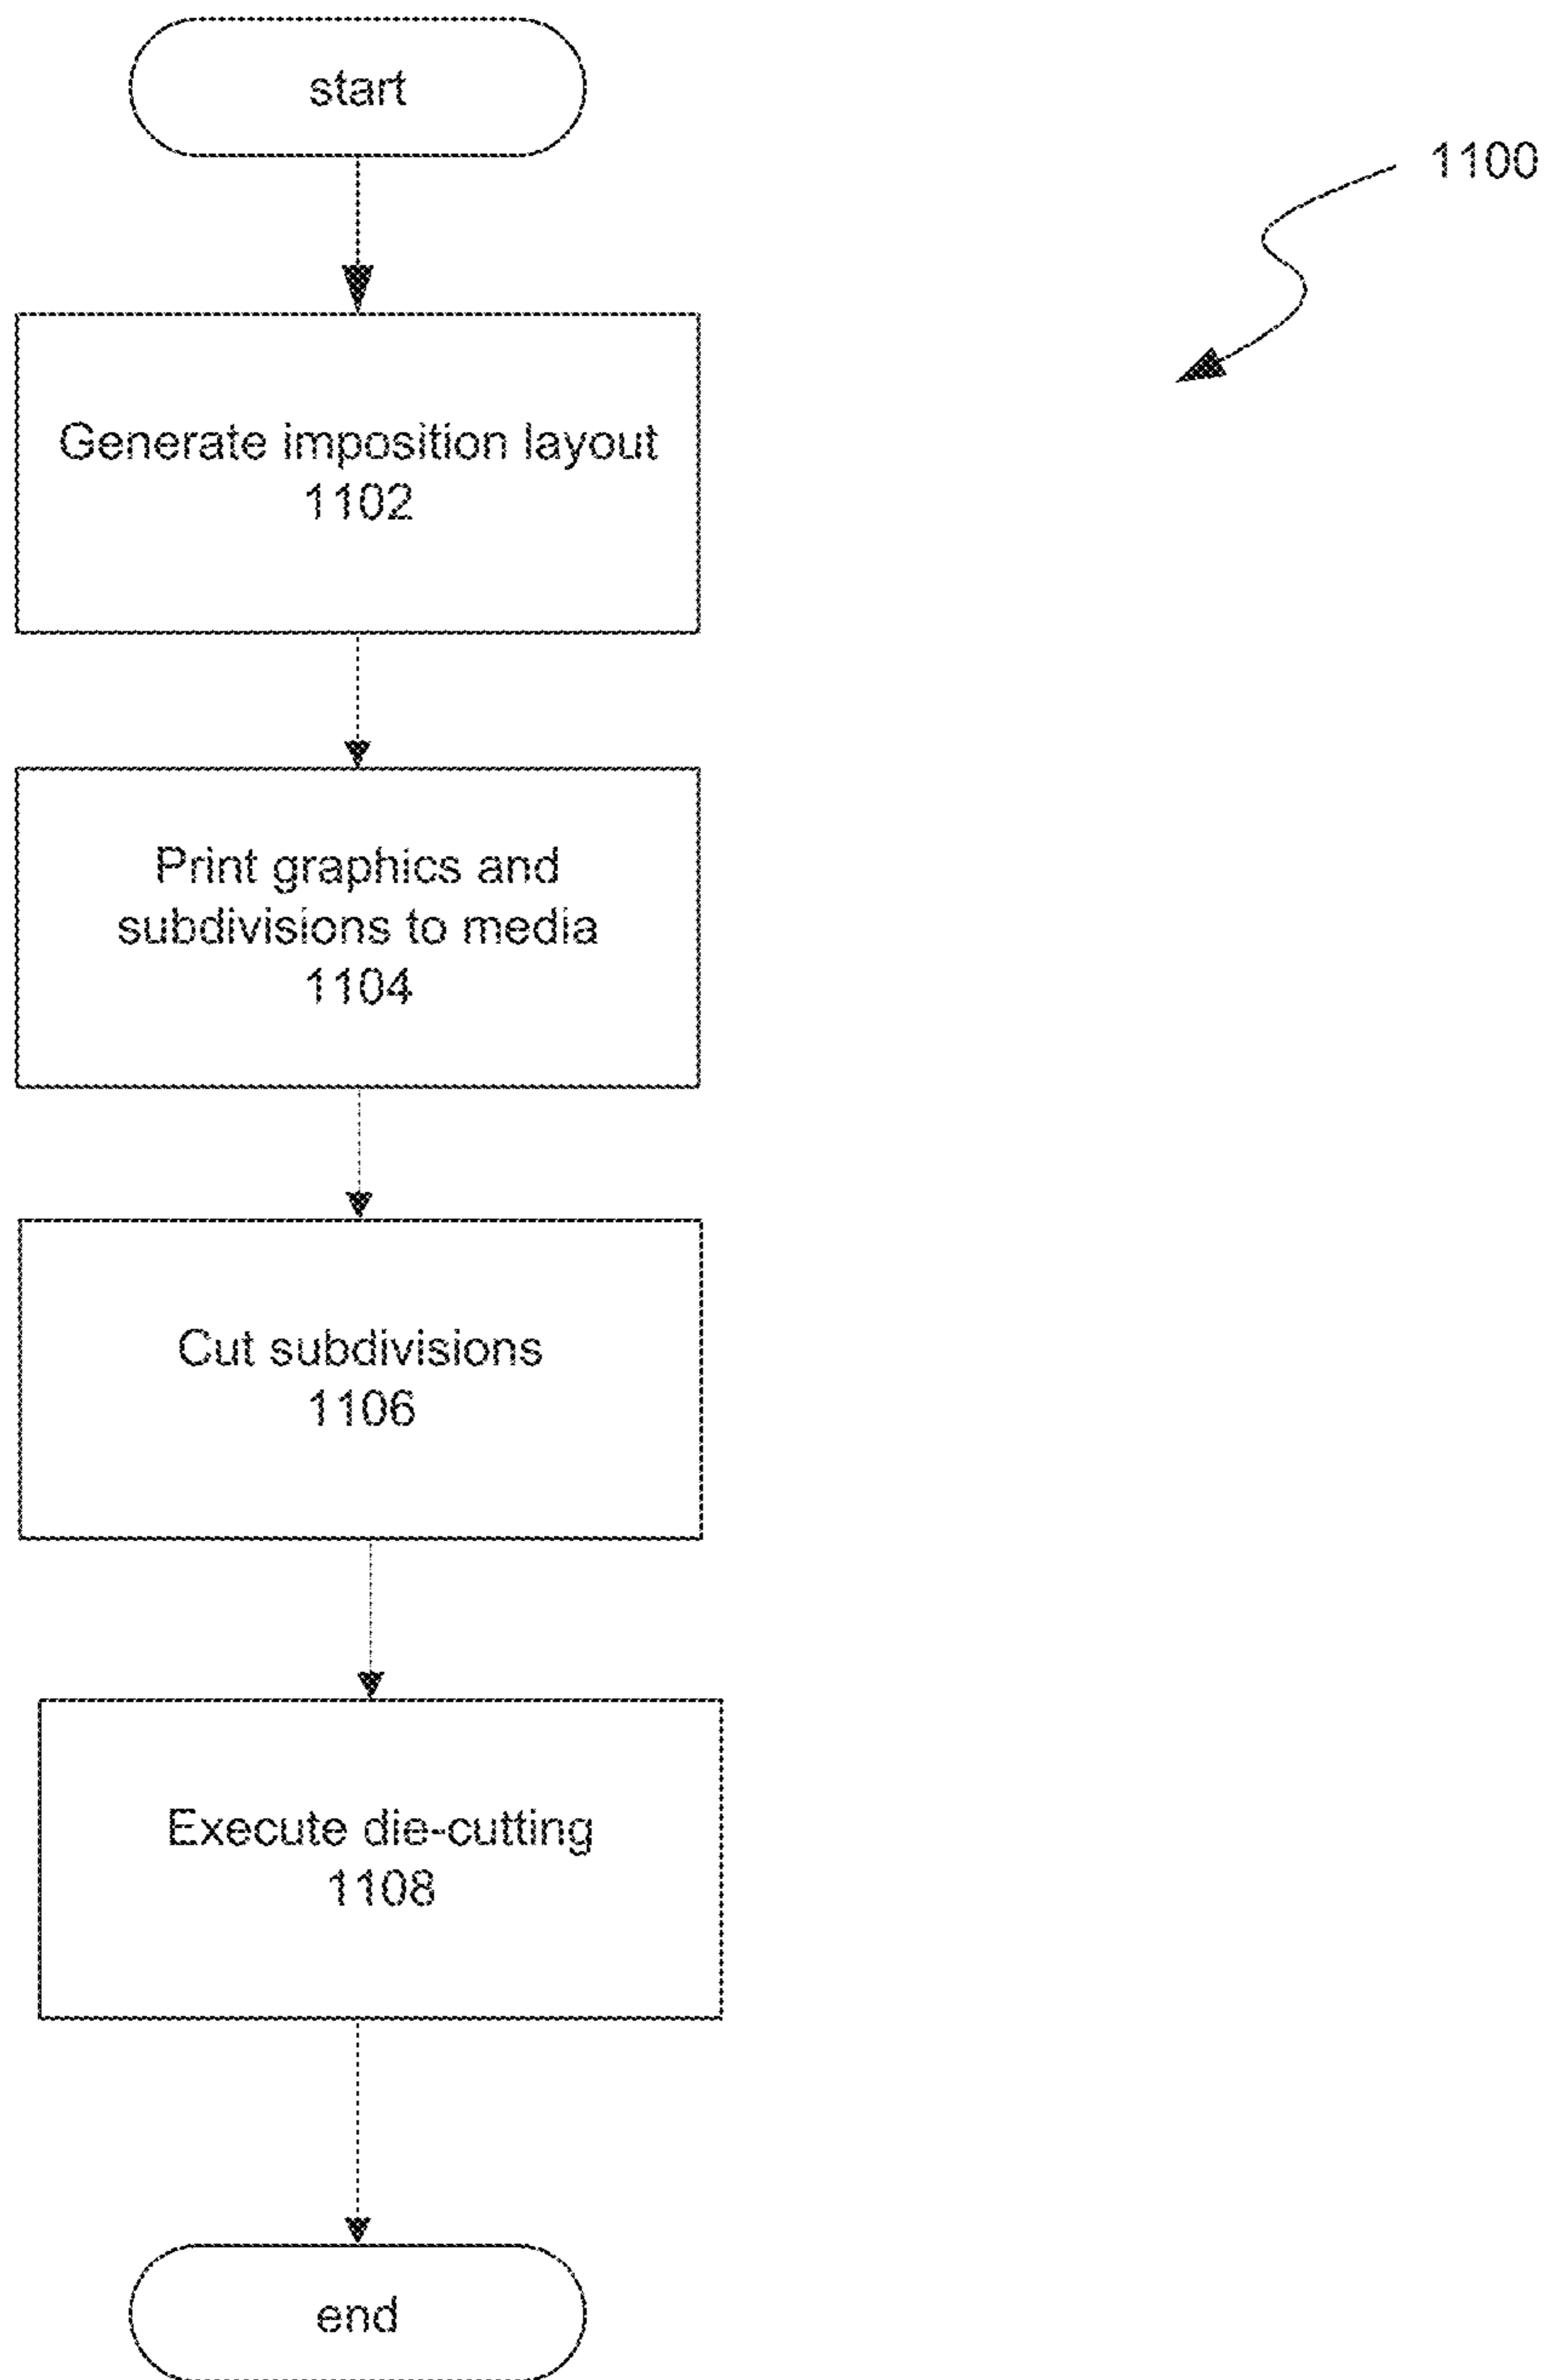 start
1100
Generate imposition layout
1102
Print graphics and
subdivisions to media
1104
Cut subdivisions
1106
Execute die-cutting
1108
end